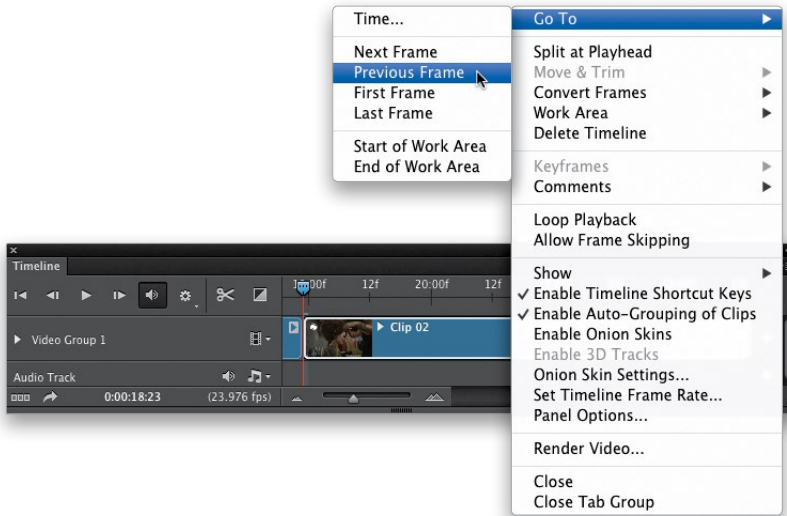 Time...
Next Frame
Previous Frame
First Frame
Last Frame
Start of Work Area
End of Work Area
Go To
Split at Playhead
Move & Trim
Convert Frames
Work Area
Delete Timeline
Keyframes
Comments
Loop Playback
Allow Frame Skipping
Show
Enable Timeline Shortcut Keys
Enable Auto-Grouping of Clips
Enable Onion Skins
Enable 3D Tracks
Onion Skin Settings...
Set Timeline Frame Rate...
Panel Options...
Render Video...
Close
Close Tab Group
Timeline
12f 20:00f 12f
Video Group 1
Clip 02
Audio Track
0:00:18:23 (23.976 fps)